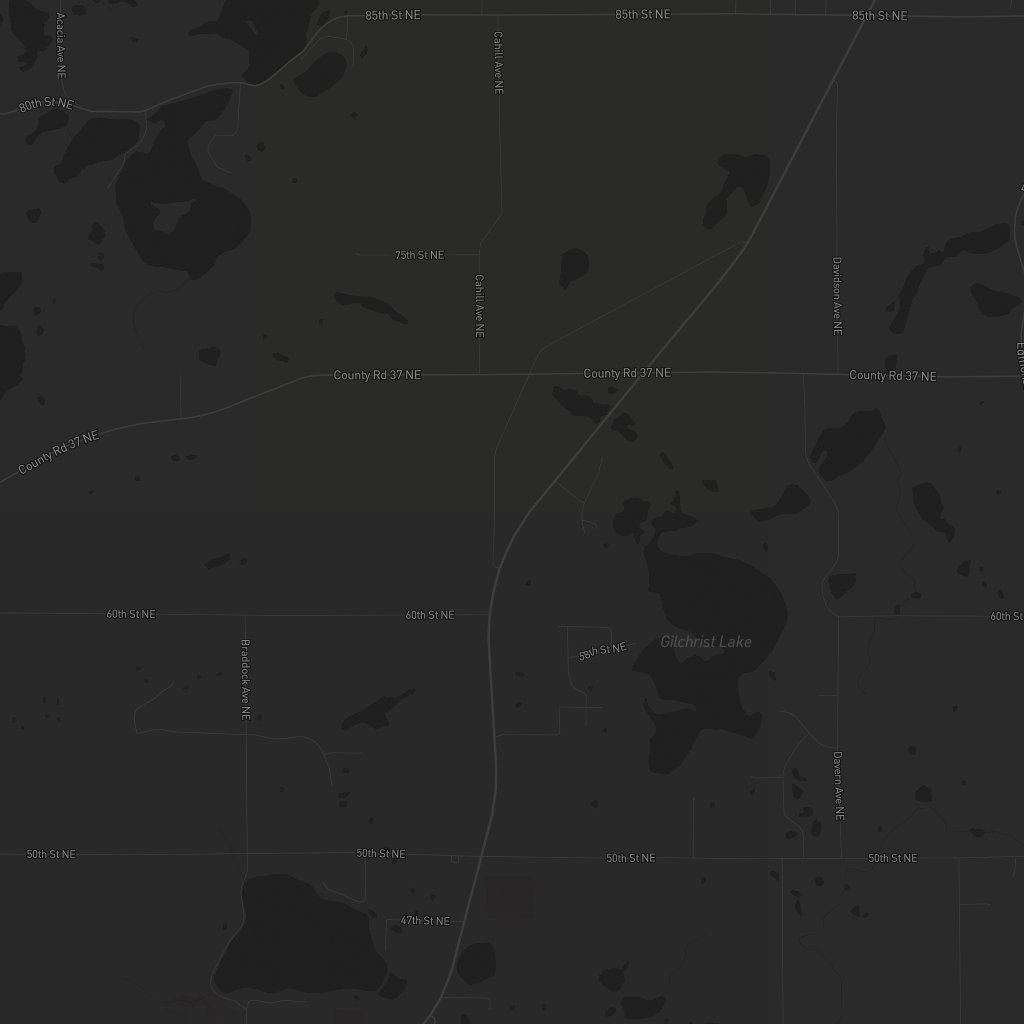 85th St NE
85th St NE
85th St NE
Acacia Ave NE
Cahill Ave NE
80th St NE
75th St NE
Davidson Ave NE
Cahill Ave NE
County Rd 37 NE
County Rd 37 NE
County Rd 37 NE
County Rd 37 NE
60th St NE
60th St NE
60th St
Gilchrist Lake
58th St NE
Braddock Ave NE
Davern Ave NE
50th St NE
50th St NE
50th St NE
50th St NE
47th St NE